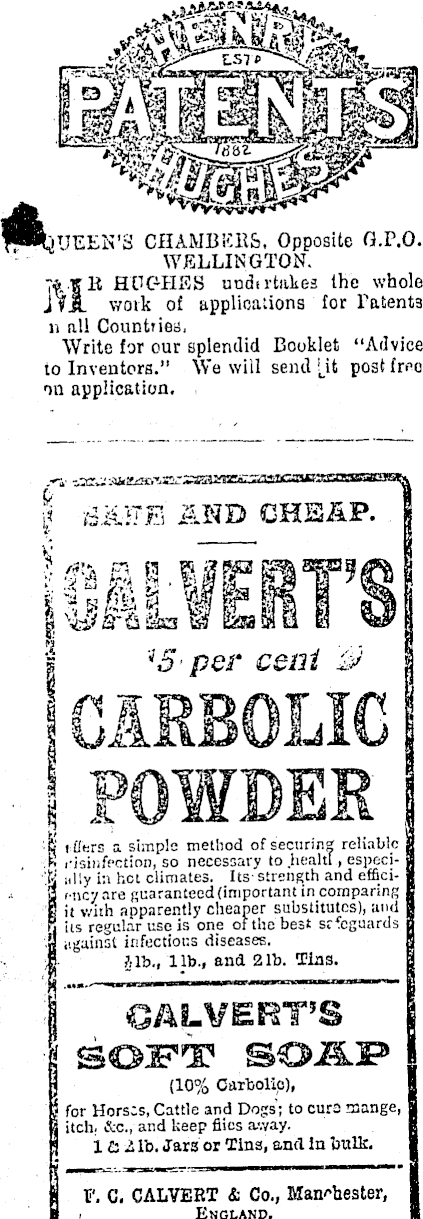 HENRY
ESTD
PATENTS
1882
HUGHES
QUEEN'S CHAMBERS, Opposite G.P.O.
WELLINGTON.
MR HUGHES undertakes the whole
work of applications for Patents
n all Countries.
Write for our splendid Booklet "Advice
to Inventors." We will send it post free
on application.
SAFE AND CHEAP.
CALVERT'S
15 per cent
CARBOLIC
POWDER
offers a simple method of securing reliable
disinfection, so necessary to health, especi-
ally in hot climates. Its strength and effici-
ency are guaranteed (important in comparing
it with apparently cheaper substitutes), and
its regular use is one of the best safeguards
against infectious diseases.
lb., 1lb., and 2lb. Tins.
CALVERT'S
SOFT SOAP
(10% Carbolic),
for Horses, Cattle and Dogs; to cure mange,
itch, &c., and keep flies away.
1 & 2 lb. Jars or Tins, and in bulk.
F. C. CALVERT & Co., Manchester,
ENGLAND.